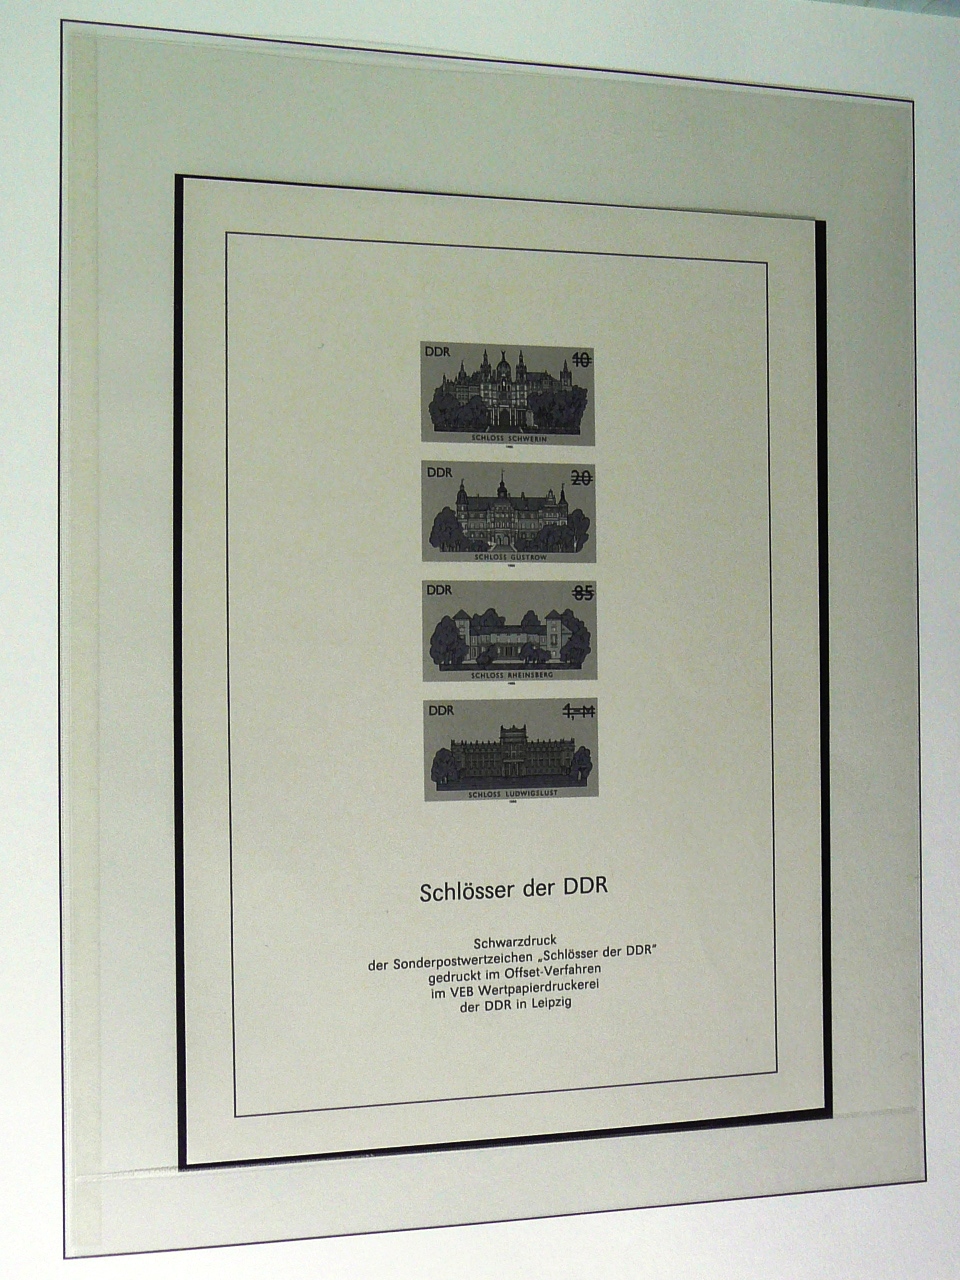 DDR 10
SCHLOSS SCHWERIN
DDR 20
SCHLOSS GÜSTROW
DDR 85
SCHLOSS RHEINSBERG
DDR 1,-M
SCHLOSS LUDWIGSLUST
Schlösser der DDR
Schwarzdruck
der Sonderpostwertzeichen „Schlösser der DDR"
gedruckt im Offset-Verfahren
im VEB Wertpapierdruckerei
der DDR in Leipzig